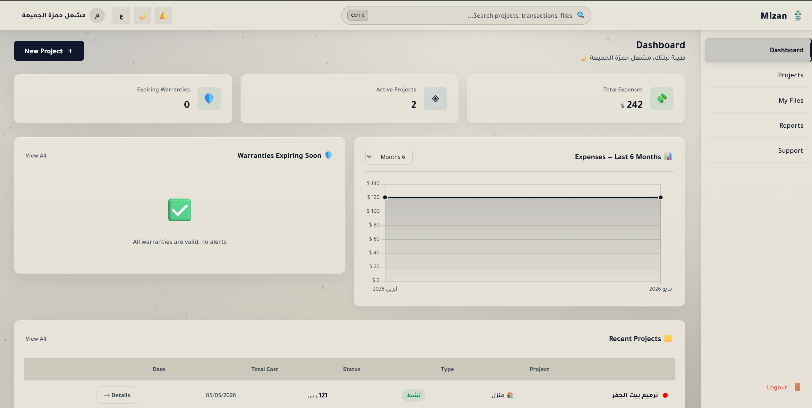 Mizan
Search projects, transactions, files...
Ctrl K
ع
م
مشعل حمزة الجميعة
Dashboard
Projects
My Files
Reports
Support
Logout
Dashboard
طيبة ليلتك، مشعل حمزة الجميعة
New Project +
Total Expenses
$ 242
Active Projects
2
Expiring Warranties
0
Expenses — Last 6 Months
Months 6
$ 140
$ 120
$ 100
$ 80
$ 60
$ 40
$ 20
$ 0
أبريل 2026
مايو 2026
Warranties Expiring Soon
View All
All warranties are valid, no alerts
Recent Projects
View All
Project
Type
Status
Total Cost
Date
ترميم بيت الحفر
منزل
نشط
121 ر.س
05/05/2026
Details →